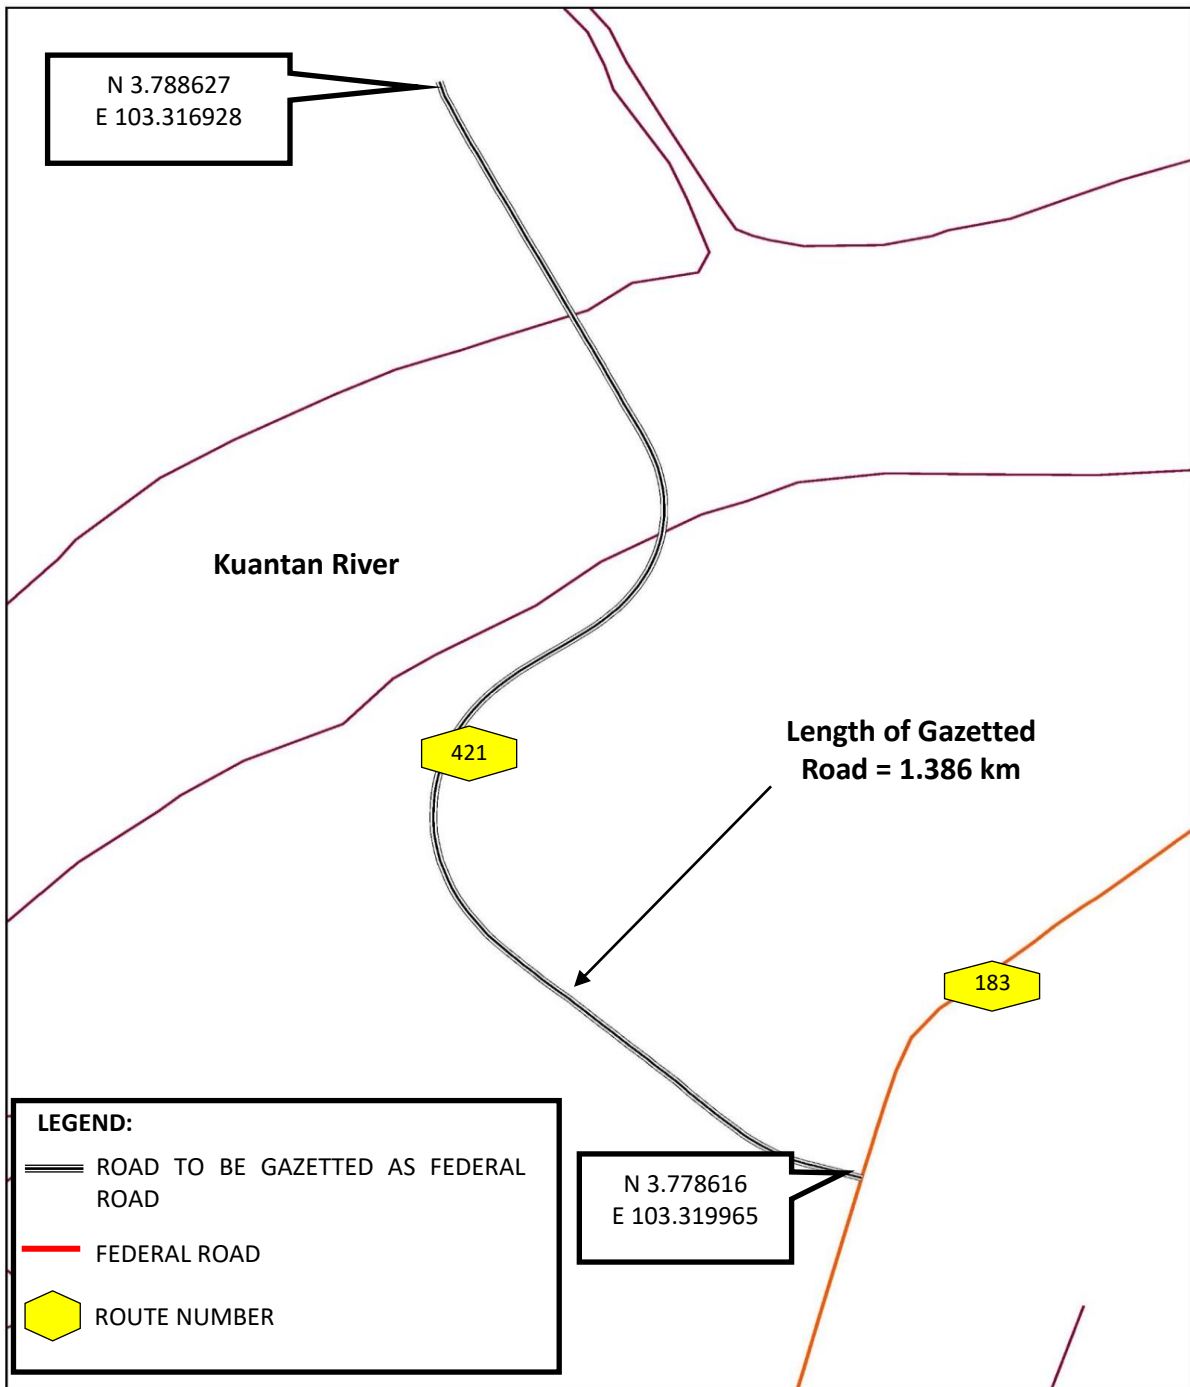 N 3.788627
E 103.316928
Kuantan River
421
Length of Gazetted
Road = 1.386 km
183
LEGEND:
ROAD TO BE GAZETTED AS FEDERAL
ROAD
FEDERAL ROAD
ROUTE NUMBER
N 3.778616
E 103.319965